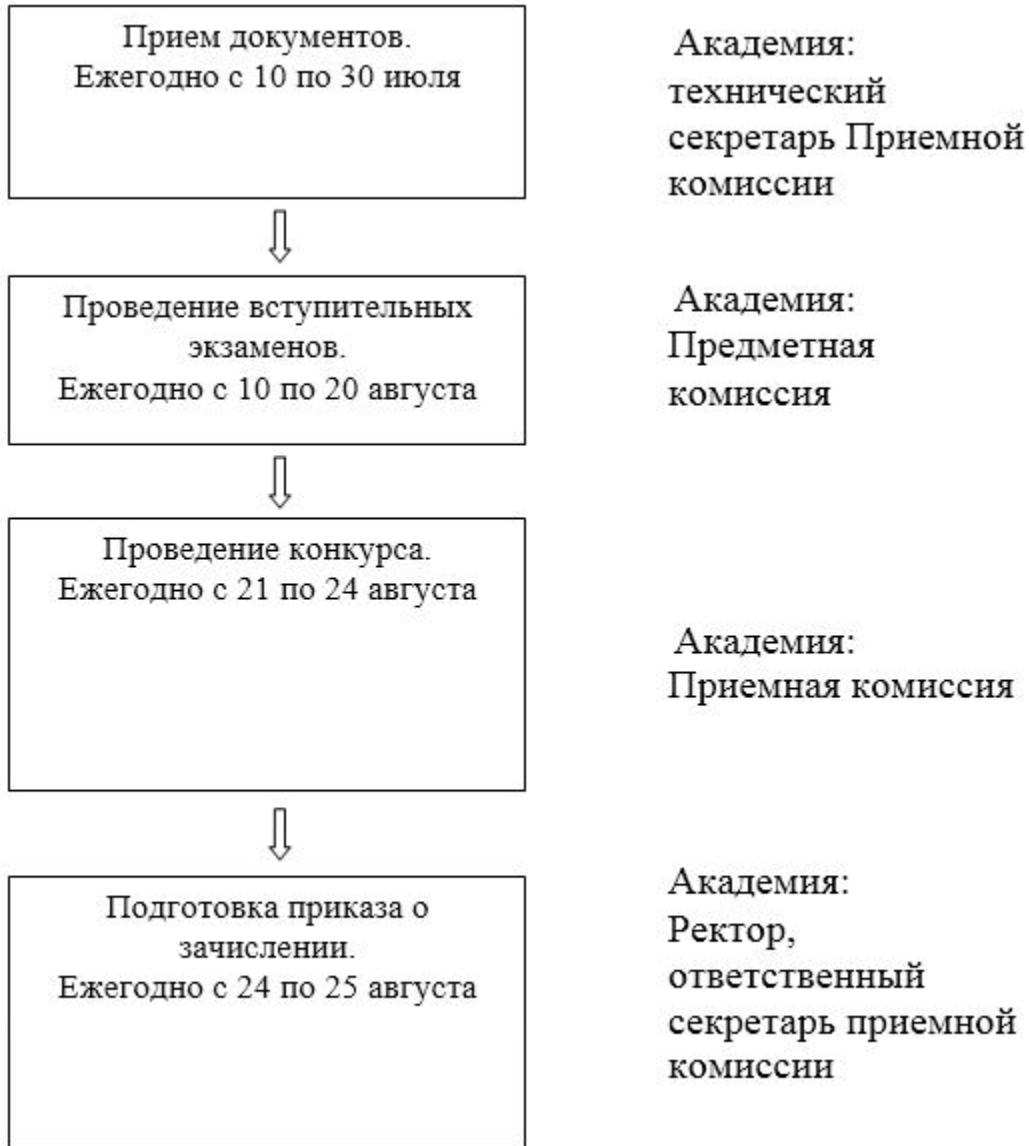 Прием документов.
Ежегодно с 10 по 30 июля
Академия:
технический
секретарь Приемной
комиссии
Проведение вступительных
экзаменов.
Ежегодно с 10 по 20 августа
Академия:
Предметная
комиссия
Проведение конкурса.
Ежегодно с 21 по 24 августа
Академия:
Приемная комиссия
Подготовка приказа о
зачислении.
Ежегодно с 24 по 25 августа
Академия:
Ректор,
ответственный
секретарь приемной
комиссии